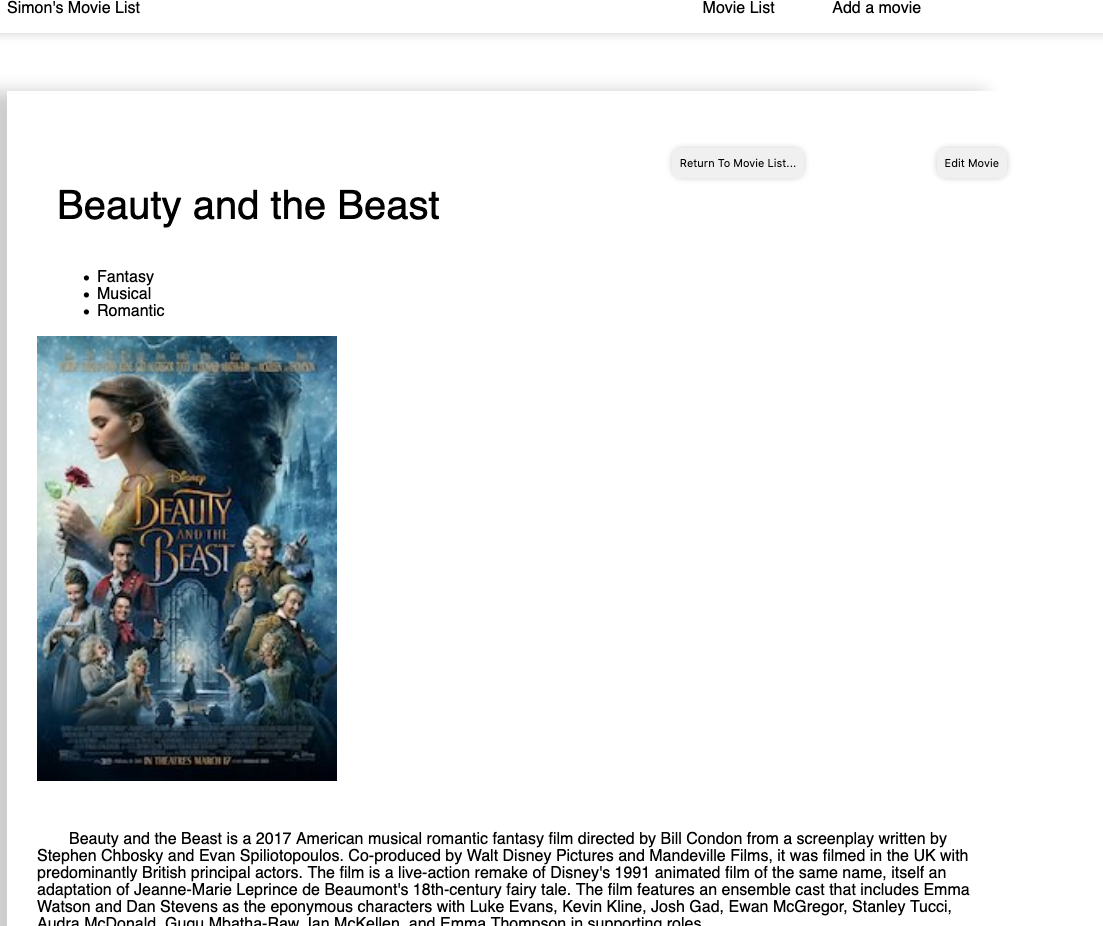 Simon's Movie List
Movie List
Add a movie
Return To Movie List...
Edit Movie
Beauty and the Beast
Fantasy
Musical
Romantic
Disney
BEAUTY
AND THE
BEAST
IN THEATRES MARCH 17
Beauty and the Beast is a 2017 American musical romantic fantasy film directed by Bill Condon from a screenplay written by
Stephen Chbosky and Evan Spiliotopoulos. Co-produced by Walt Disney Pictures and Mandeville Films, it was filmed in the UK with
predominantly British principal actors. The film is a live-action remake of Disney's 1991 animated film of the same name, itself an
adaptation of Jeanne-Marie Leprince de Beaumont's 18th-century fairy tale. The film features an ensemble cast that includes Emma
Watson and Dan Stevens as the eponymous characters with Luke Evans, Kevin Kline, Josh Gad, Ewan McGregor, Stanley Tucci,
Audra McDonald, Gugu Mbatha-Raw, Ian McKellen, and Emma Thompson in supporting roles.